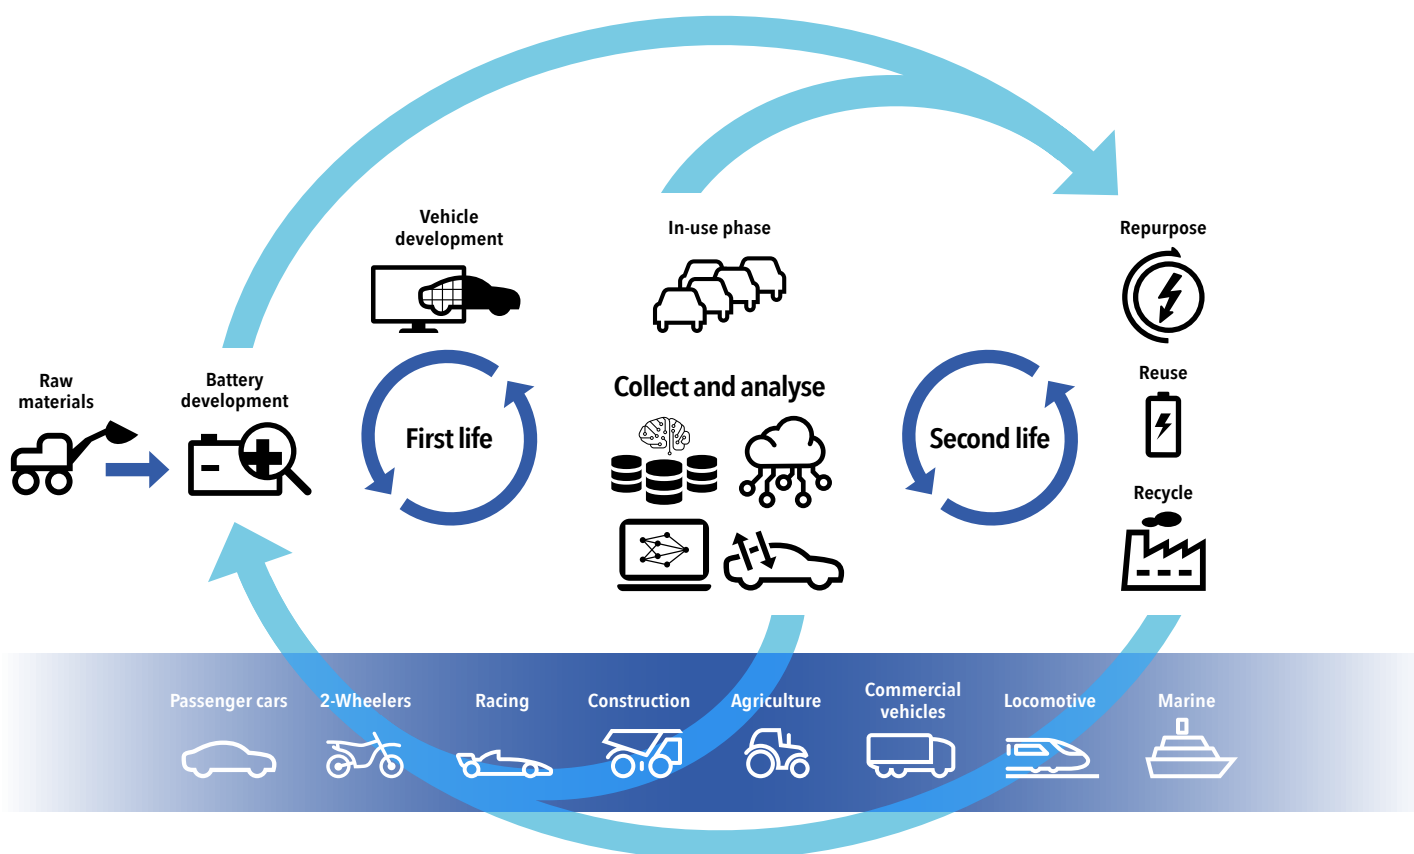 Vehicle
development
In-use phase
Repurpose
Raw
materials
Battery
development
First life
Collect and analyse
Second life
Reuse
Recycle
Passenger cars
2-Wheelers
Racing
Construction
Agriculture
Commercial
vehicles
Locomotive
Marine